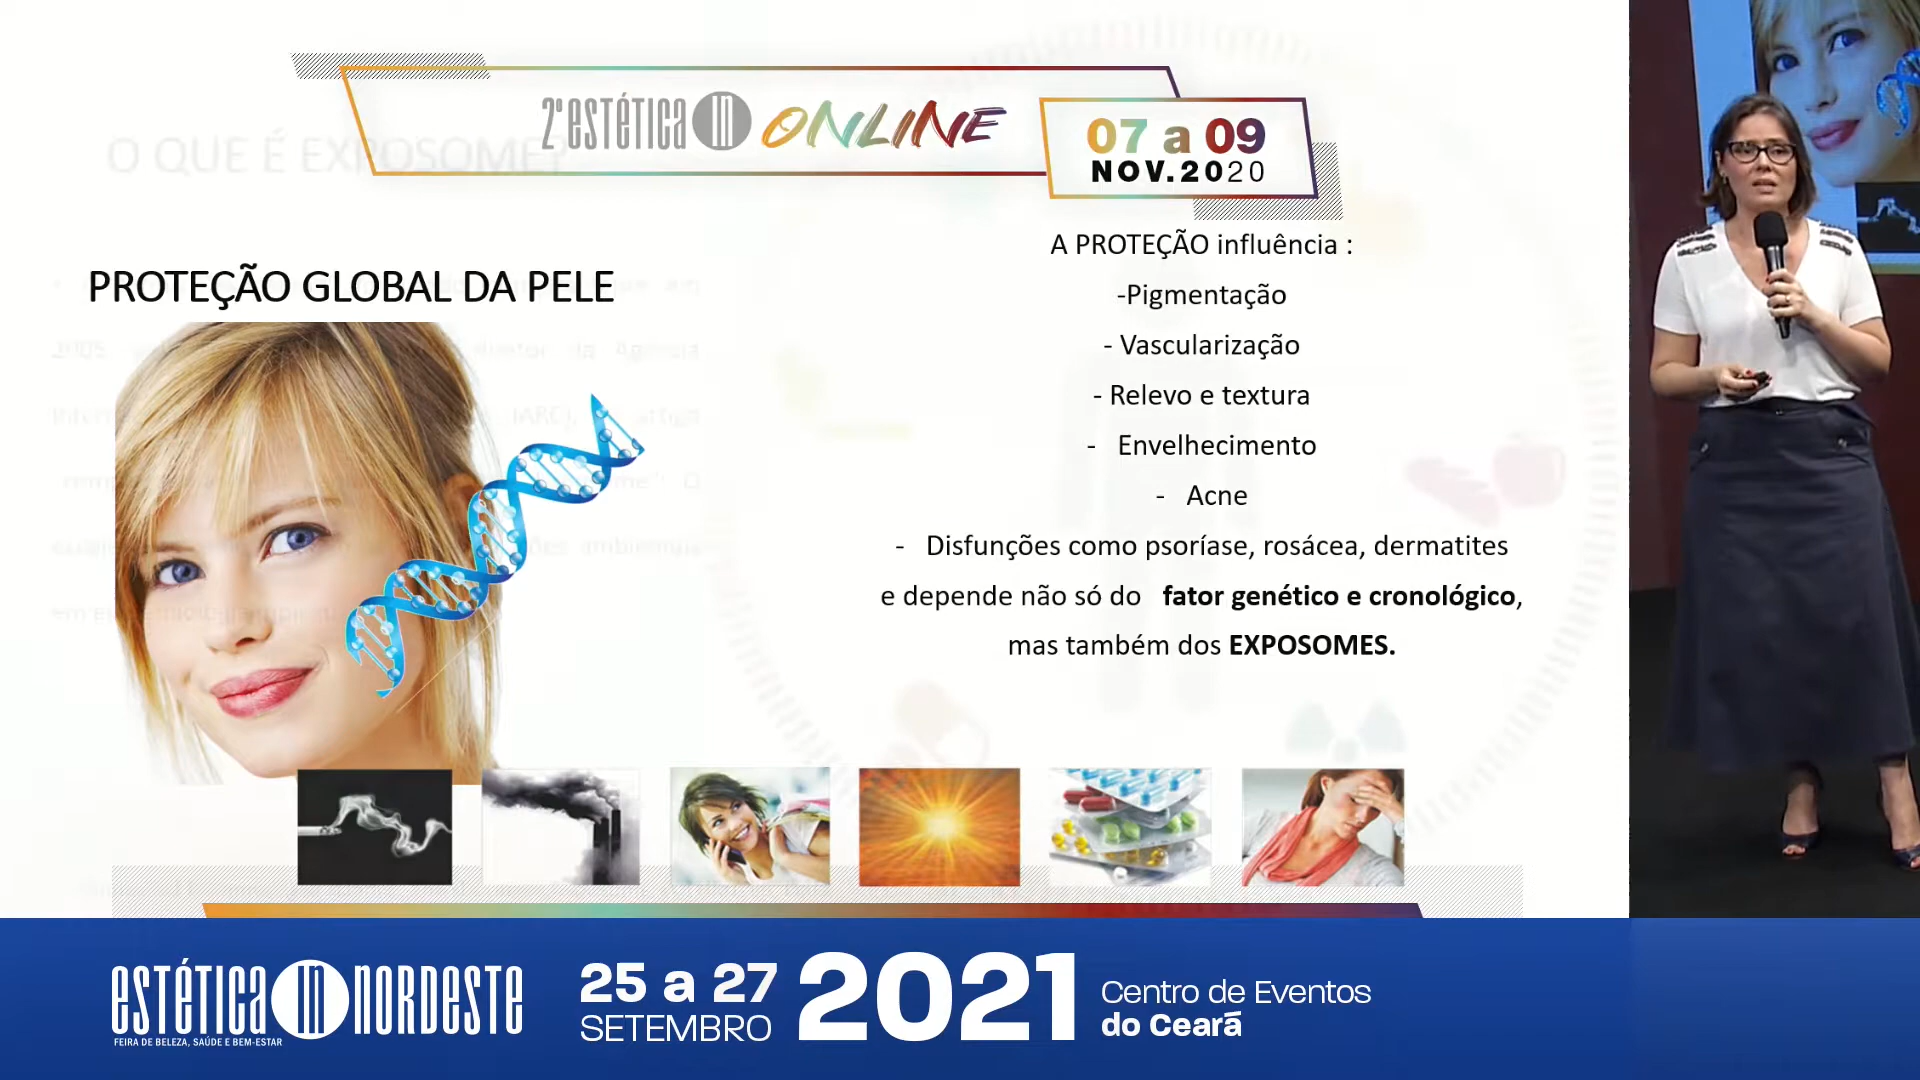 2ª estética in ONLINE
07 a 09
NOV.2020
O QUE É EXPOSOME?
PROTEÇÃO GLOBAL DA PELE
A PROTEÇÃO influência :
-Pigmentação
- Vascularização
- Relevo e textura
- Envelhecimento
- Acne
- Disfunções como psoríase, rosácea, dermatites
e depende não só do fator genético e cronológico,
mas também dos EXPOSOMES.
estética in nordeste
FEIRA DE BELEZA, SAÚDE E BEM-ESTAR
25 a 27
SETEMBRO
2021
Centro de Eventos
do Ceará